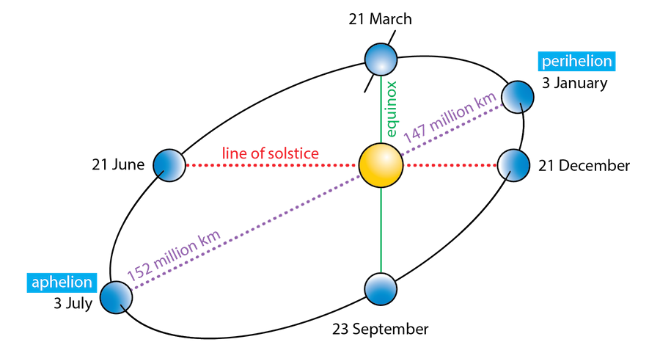 21 March
perihelion
3 January
equinox
147 million km
line of solstice
21 June
21 December
152 million km
aphelion
3 July
23 September